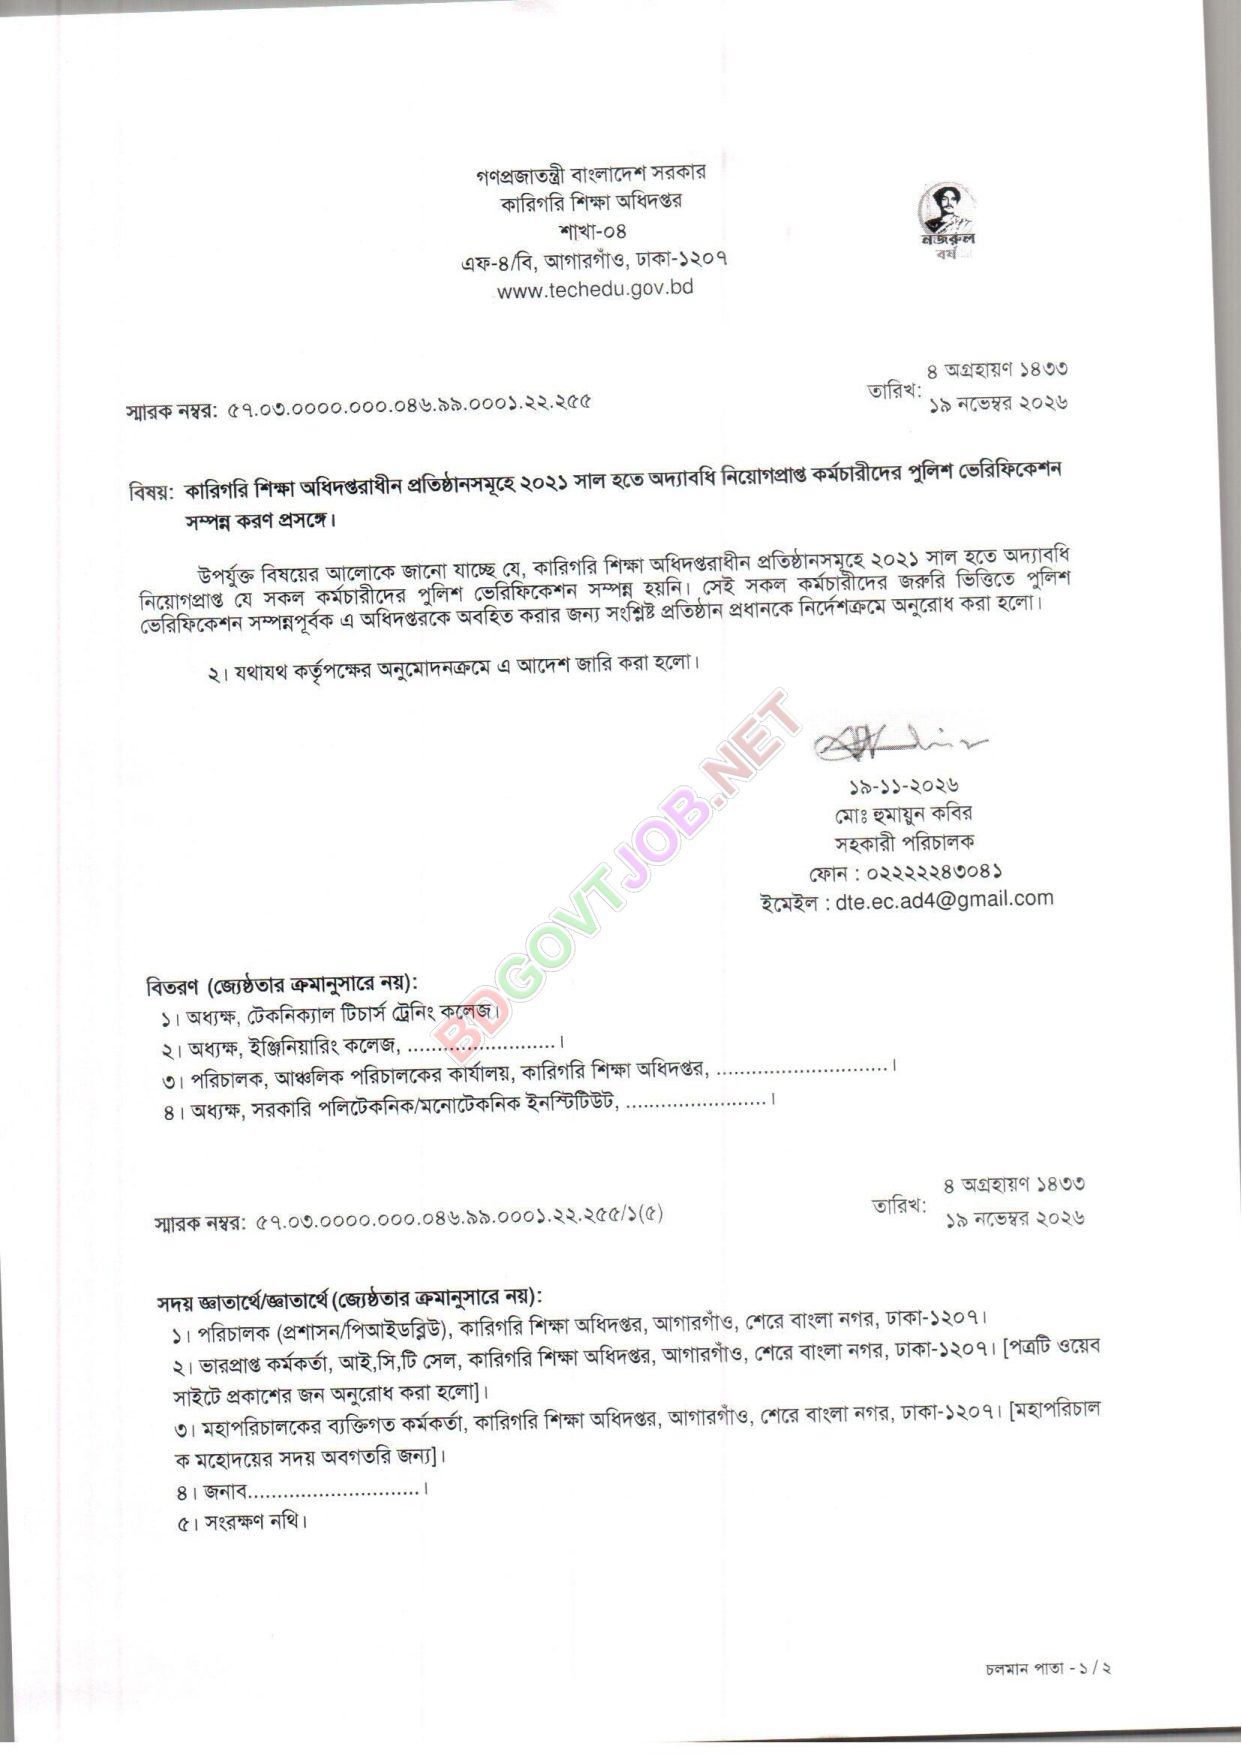 গণপ্রজাতন্ত্রী বাংলাদেশ সরকার
কারিগরি শিক্ষা অধিদপ্তর
শাখা-০৪
এফ-৪/বি, আগারগাঁও, ঢাকা-১২০৭
www.techedu.gov.bd
নজরুল
বর্ষ
৪ অগ্রহায়ণ ১৪৩৩
স্মারক নম্বর: ৫৭.০৩.০০০০.০০০.০৪৬.৯৯.০০০১.২২.২৫৫
তারিখ:
১৯ নভেম্বর ২০২৬
বিষয়: কারিগরি শিক্ষা অধিদপ্তরাধীন প্রতিষ্ঠানসমূহে ২০২১ সাল হতে অদ্যাবধি নিয়োগপ্রাপ্ত কর্মচারীদের পুলিশ ভেরিফিকেশন
সম্পন্ন করণ প্রসঙ্গে।
উপর্যুক্ত বিষয়ের আলোকে জানো যাচ্ছে যে, কারিগরি শিক্ষা অধিদপ্তরাধীন প্রতিষ্ঠানসমূহে ২০২১ সাল হতে অদ্যাবধি
নিয়োগপ্রাপ্ত যে সকল কর্মচারীদের পুলিশ ভেরিফিকেশন সম্পন্ন হয়নি। সেই সকল কর্মচারীদের জরুরি ভিত্তিতে পুলিশ
ভেরিফিকেশন সম্পন্নপূর্বক এ অধিদপ্তরকে অবহিত করার জন্য সংশ্লিষ্ট প্রতিষ্ঠান প্রধানকে নির্দেশক্রমে অনুরোধ করা হলো।
২। যথাযথ কর্তৃপক্ষের অনুমোদনক্রমে এ আদেশ জারি করা হলো।
১৯-১১-২০২৬
মোঃ হুমায়ুন কবির
সহকারী পরিচালক
ফোন : ০২২২২২৪৩০৪১
ইমেইল : dte.ec.ad4@gmail.com
BDGOVTJOB.NET
বিতরণ (জ্যেষ্ঠতার ক্রমানুসারে নয়):
১। অধ্যক্ষ, টেকনিক্যাল টিচার্স ট্রেনিং কলেজ।
২। অধ্যক্ষ, ইঞ্জিনিয়ারিং কলেজ, .........................।
৩। পরিচালক, আঞ্চলিক পরিচালকের কার্যালয়, কারিগরি শিক্ষা অধিদপ্তর, .............................।
৪। অধ্যক্ষ, সরকারি পলিটেকনিক/মনোটেকনিক ইনস্টিটিউট, ........................।
৪ অগ্রহায়ণ ১৪৩৩
স্মারক নম্বর: ৫৭.০৩.০০০০.০০০.০৪৬.৯৯.০০০১.২২.২৫৫/১(৫)
তারিখ:
১৯ নভেম্বর ২০২৬
সদয় জ্ঞাতার্থে/জ্ঞাতার্থে (জ্যেষ্ঠতার ক্রমানুসারে নয়):
১। পরিচালক (প্রশাসন/পিআইডব্লিউ), কারিগরি শিক্ষা অধিদপ্তর, আগারগাঁও, শেরে বাংলা নগর, ঢাকা-১২০৭।
২। ভারপ্রাপ্ত কর্মকর্তা, আই,সি,টি সেল, কারিগরি শিক্ষা অধিদপ্তর, আগারগাঁও, শেরে বাংলা নগর, ঢাকা-১২০৭। [পত্রটি ওয়েব
সাইটে প্রকাশের জন অনুরোধ করা হলো]।
৩। মহাপরিচালকের ব্যক্তিগত কর্মকর্তা, কারিগরি শিক্ষা অধিদপ্তর, আগারগাঁও, শেরে বাংলা নগর, ঢাকা-১২০৭। [মহাপরিচাল
ক মহোদয়ের সদয় অবগতরি জন্য]।
৪। জনাব.............................।
৫। সংরক্ষণ নথি।
চলমান পাতা - ১ / ২